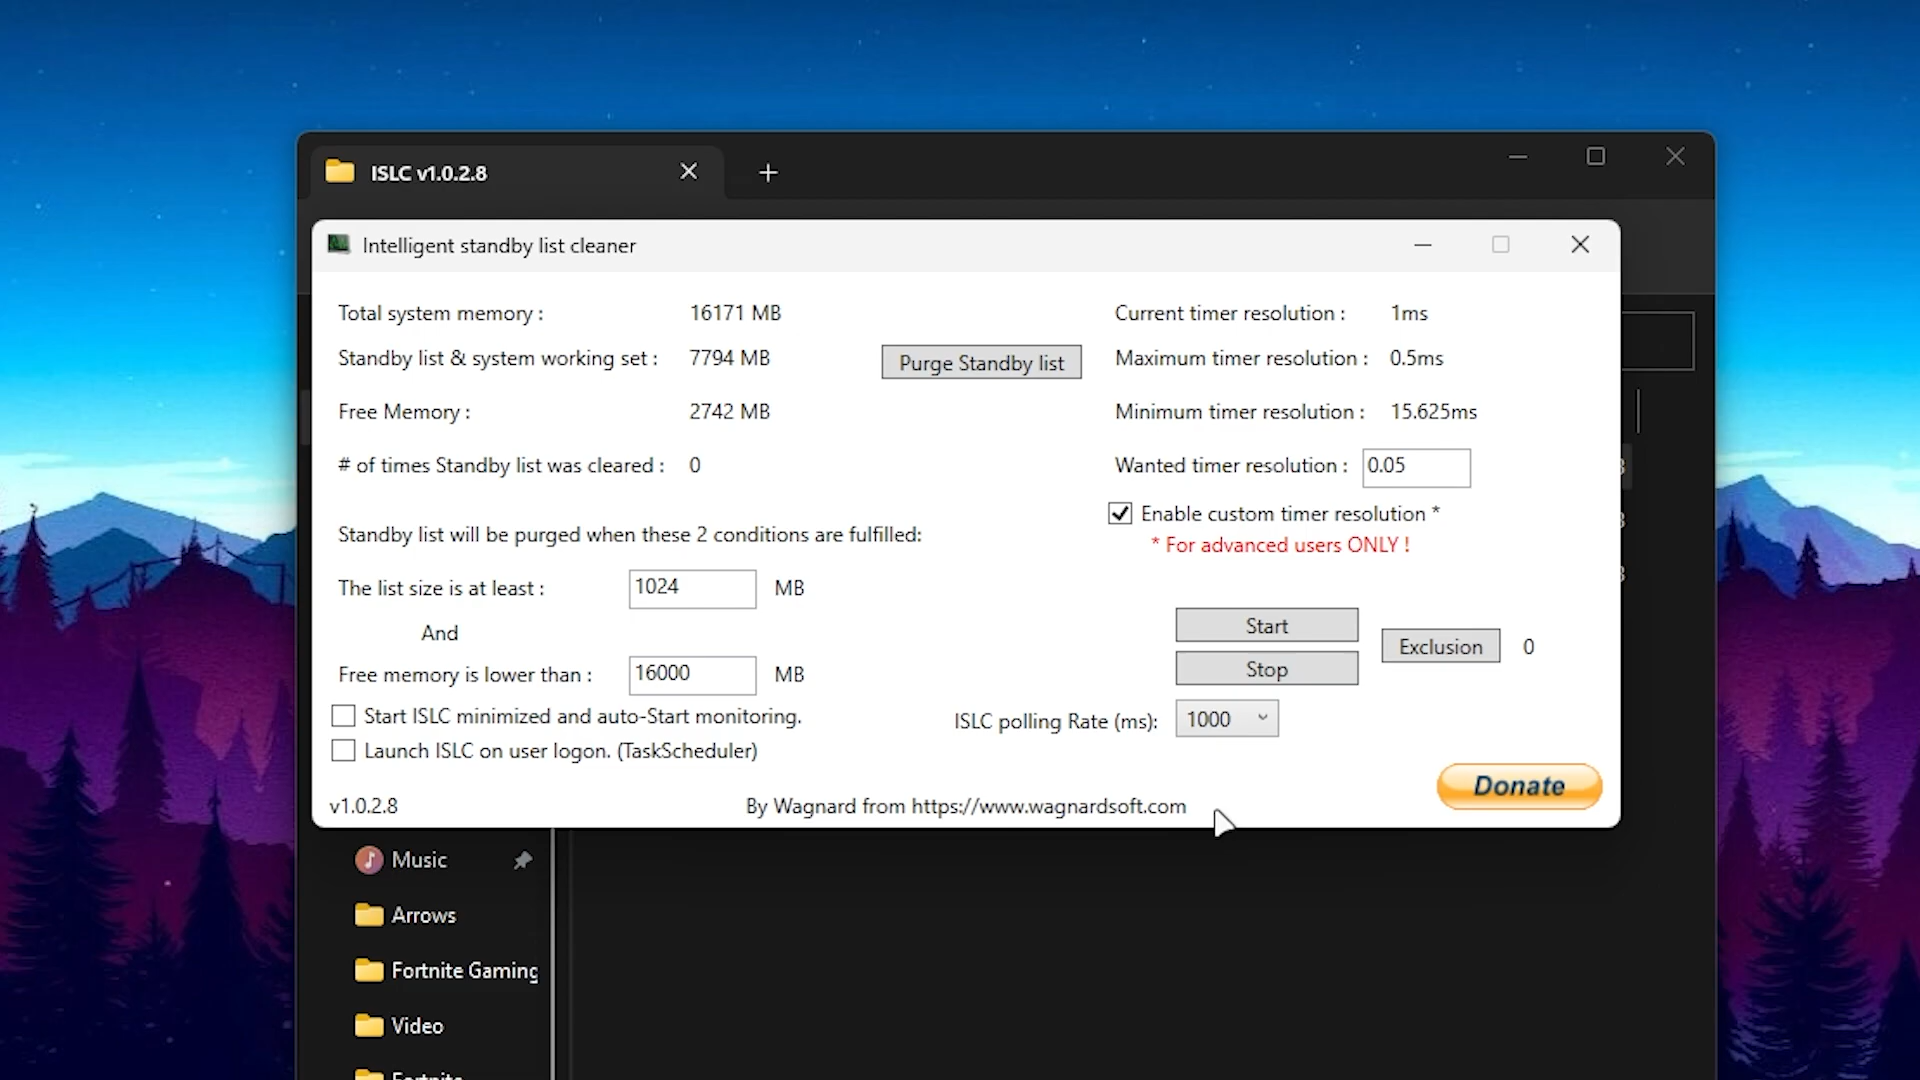 ISLC v1.0.2.8
Intelligent standby list cleaner
Total system memory : 16171 MB
Standby list & system working set : 7794 MB
Purge Standby list
Free Memory : 2742 MB
# of times Standby list was cleared : 0
Standby list will be purged when these 2 conditions are fulfilled:
The list size is at least : 1024 MB
And
Free memory is lower than : 16000 MB
Start ISLC minimized and auto-Start monitoring.
Launch ISLC on user logon. (TaskScheduler)
Current timer resolution : 1ms
Maximum timer resolution : 0.5ms
Minimum timer resolution : 15.625ms
Wanted timer resolution : 0.05
Enable custom timer resolution *
* For advanced users ONLY !
Start
Stop
Exclusion 0
ISLC polling Rate (ms): 1000
Donate
v1.0.2.8
By Wagnard from https://www.wagnardsoft.com
Music
Arrows
Fortnite Gaming
Video
Fortnite